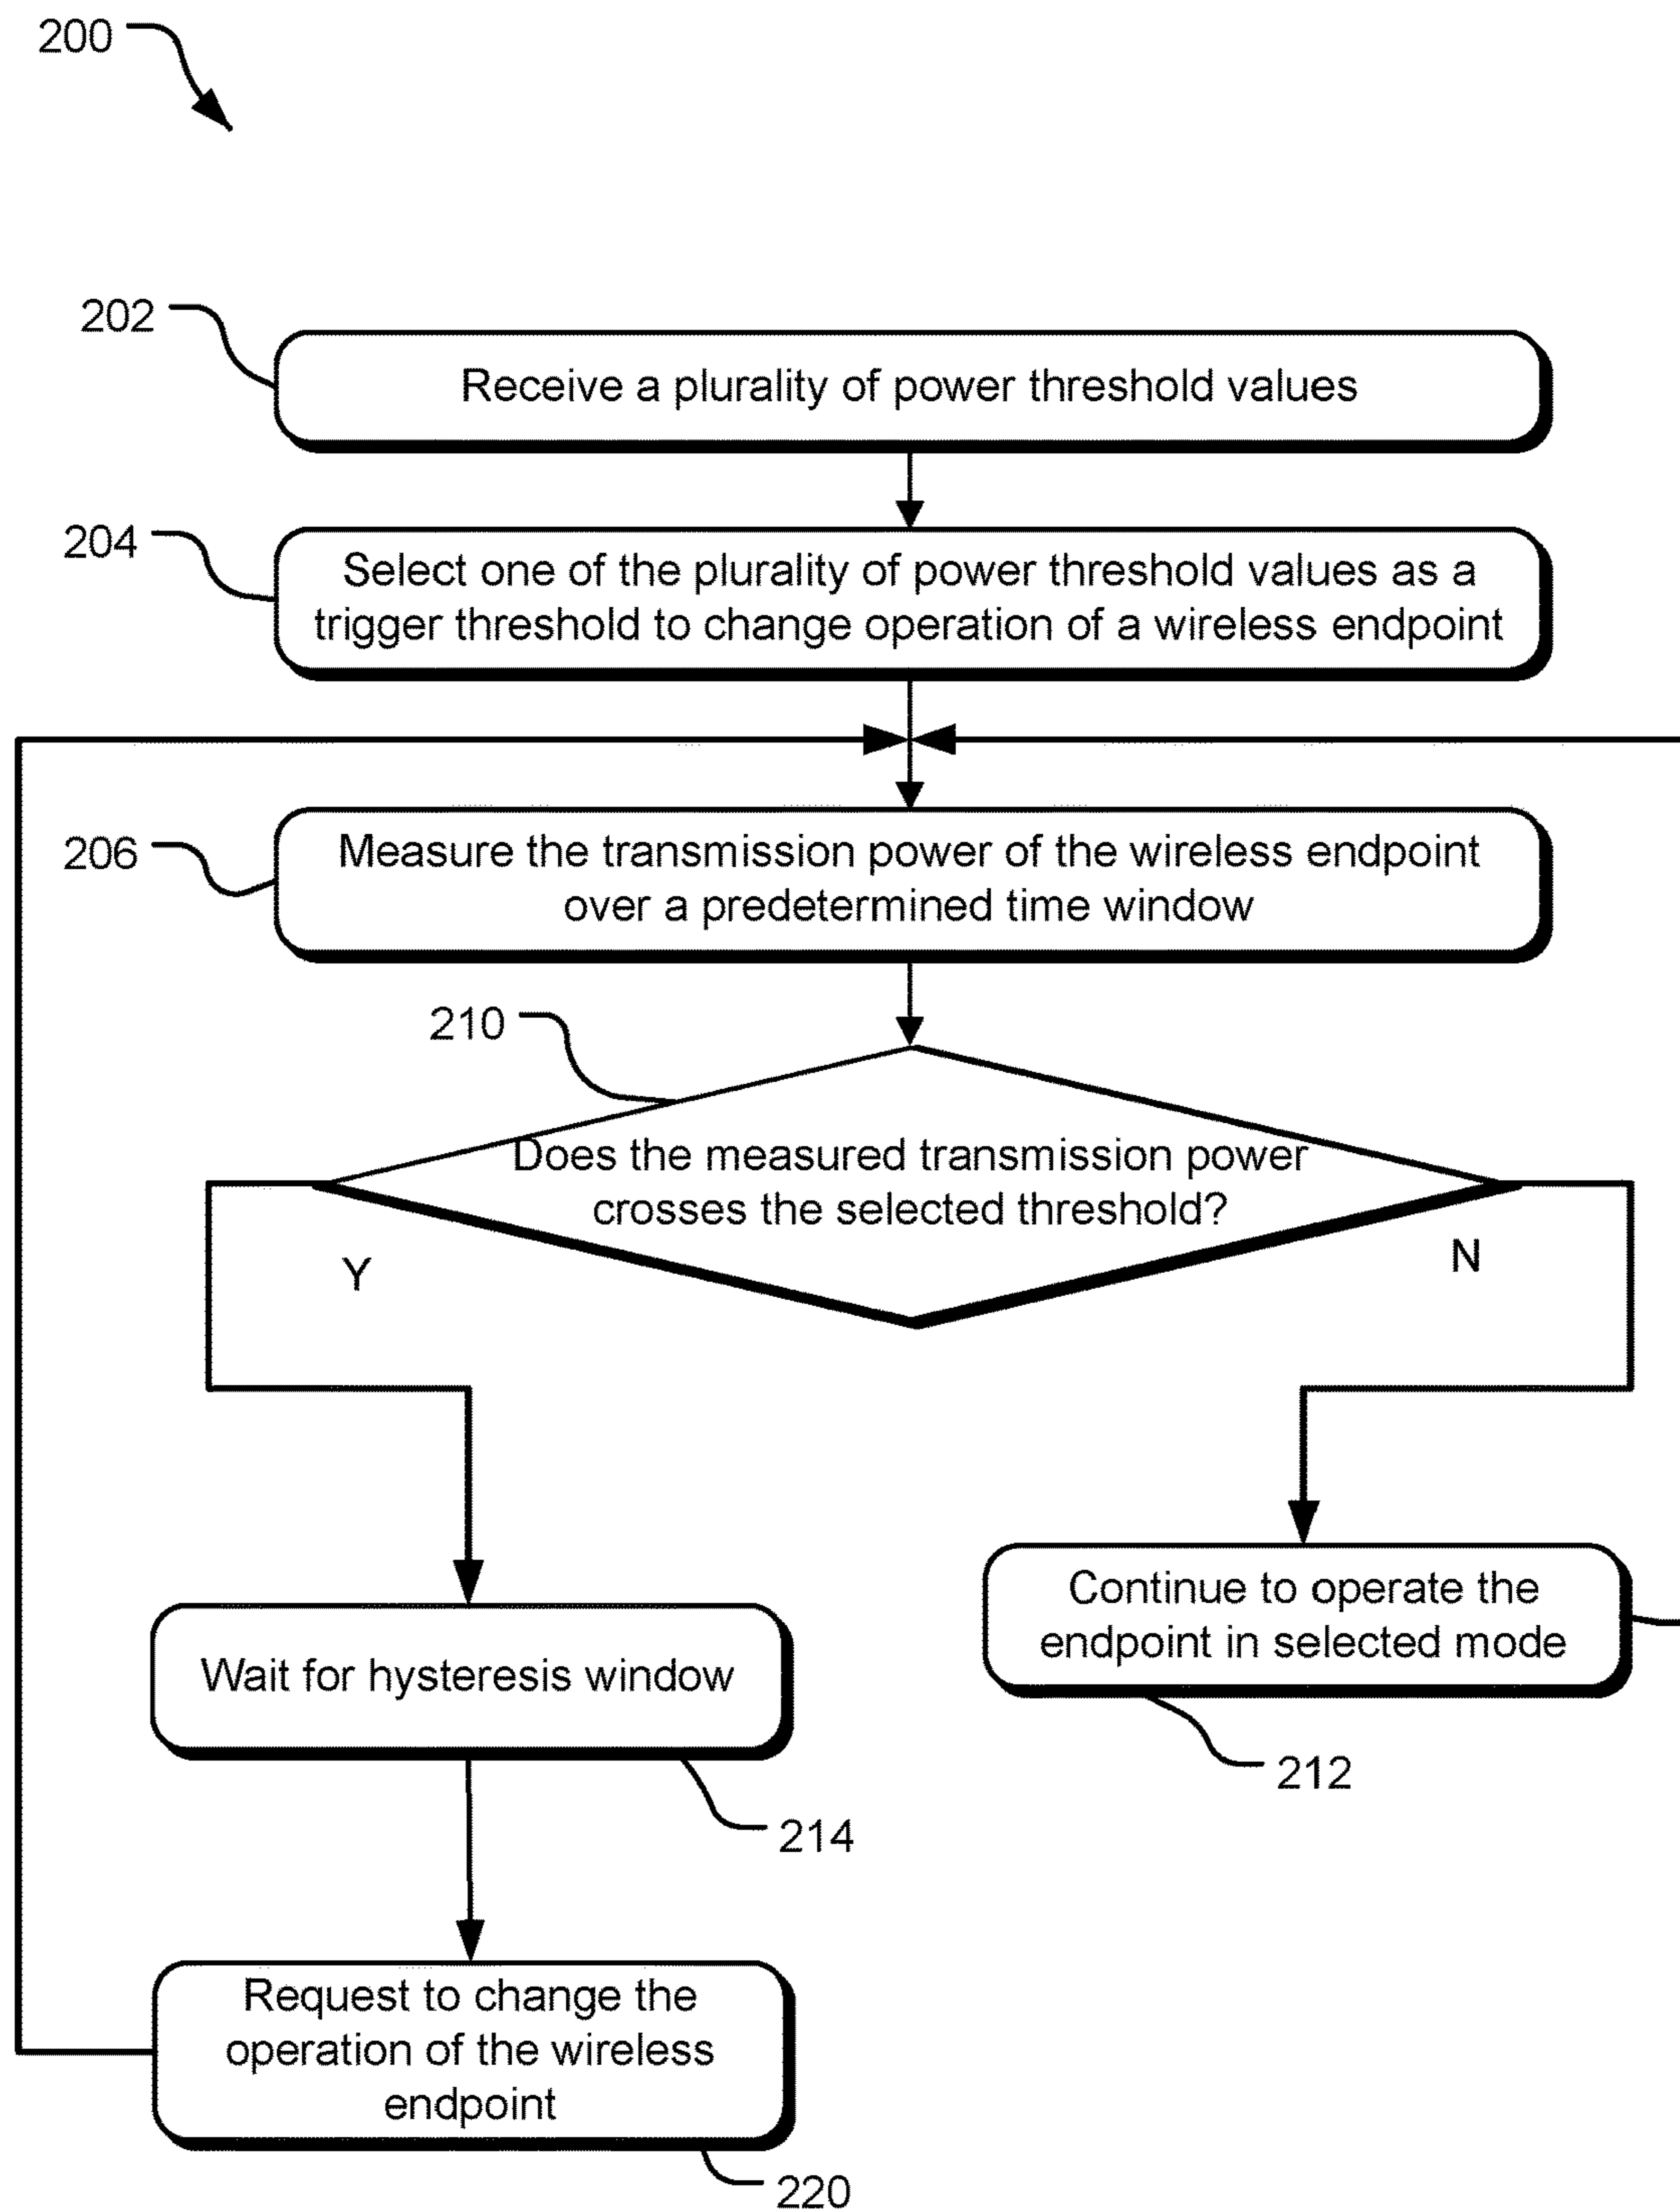 200
202
Receive a plurality of power threshold values
204
Select one of the plurality of power threshold values as a
trigger threshold to change operation of a wireless endpoint
206
Measure the transmission power of the wireless endpoint
over a predetermined time window
210
Does the measured transmission power
crosses the selected threshold?
Y
N
Continue to operate the
endpoint in selected mode
212
Wait for hysteresis window
214
Request to change the
operation of the wireless
endpoint
220